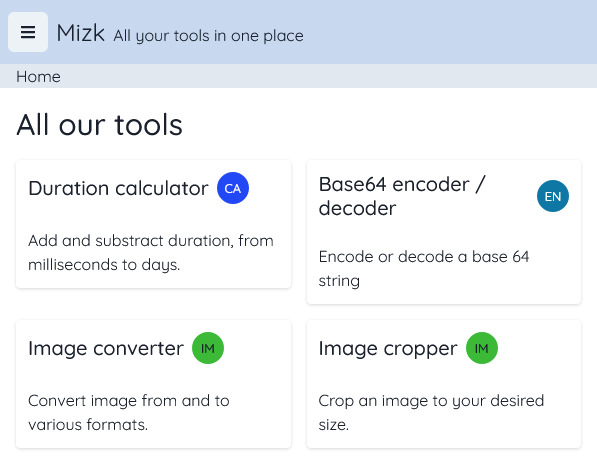 Mizk All your tools in one place
Home
All our tools
Duration calculator CA
Add and substract duration, from
milliseconds to days.
Base64 encoder /
decoder
EN
Encode or decode a base 64
string
Image converter IM
Convert image from and to
various formats.
Image cropper IM
Crop an image to your desired
size.